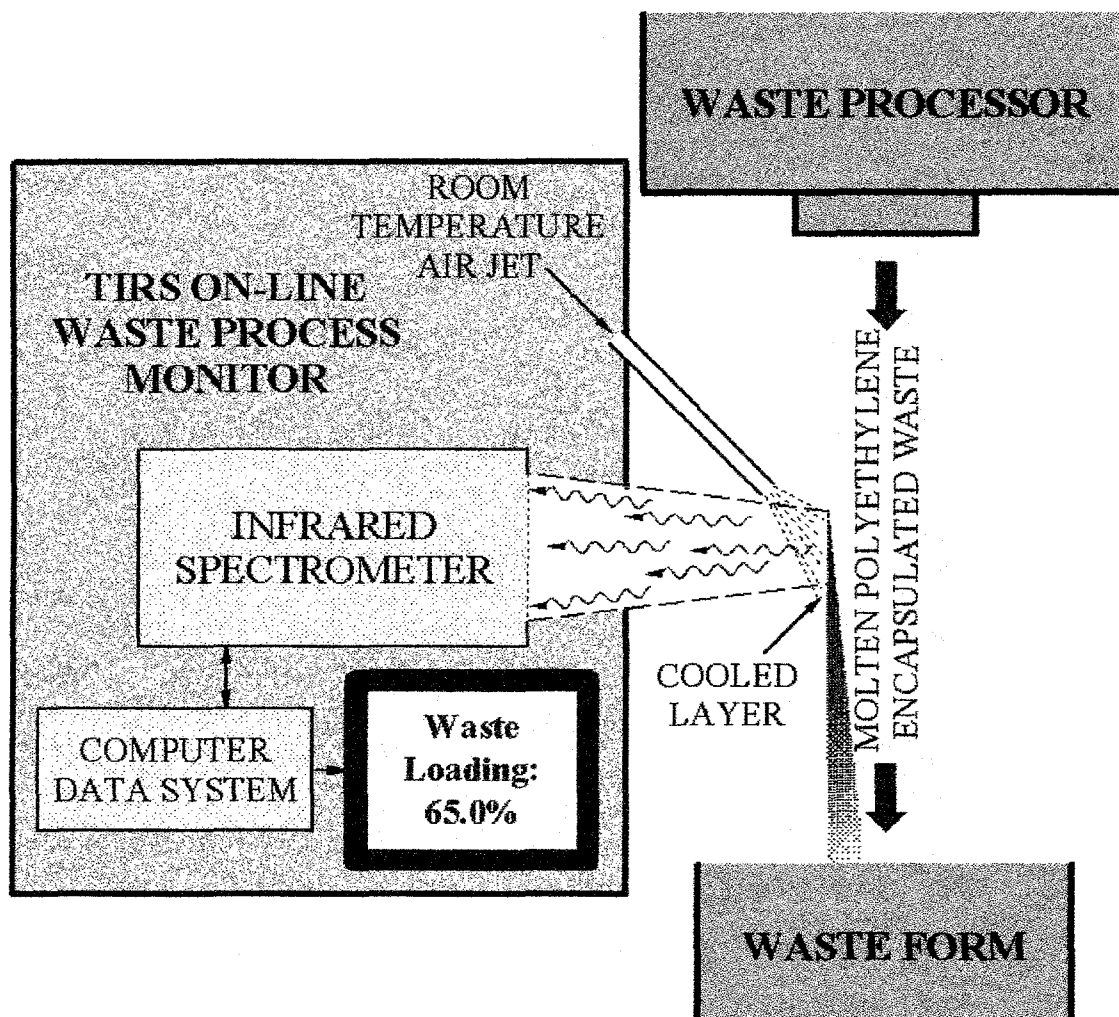 WASTE PROCESSOR
ROOM
TEMPERATURE
AIR JET
TIRS ON-LINE
WASTE PROCESS
MONITOR
INFRARED
SPECTROMETER
MOLTEN POLYETHYLENE
ENCAPSULATED WASTE
COOLED
LAYER
COMPUTER
DATA SYSTEM
Waste
Loading:
65.0%
WASTE FORM